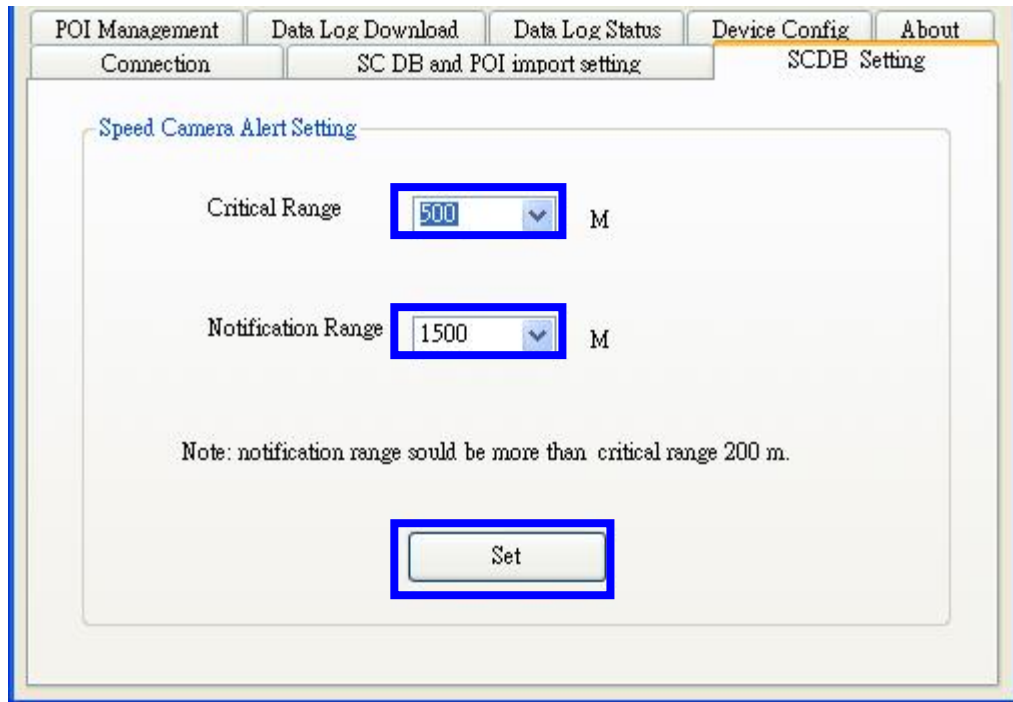 POI Management Data Log Download Data Log Status Device Config About
Connection SC DB and POI import setting SCDB Setting
Speed Camera Alert Setting
Critical Range 500 M
Notification Range 1500 M
Note: notification range sould be more than critical range 200 m.
Set